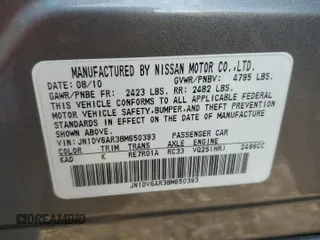 MANUFACTURED BY NISSAN MOTOR CO.,LTD.
DATE: 08/10 GVWR/PNBV: 4795 LBS.
GAWR/PNBE FR: 2423 LBS. RR: 2482 LBS.
THIS VEHICLE CONFORMS TO ALL APPLICABLE
FEDERAL MOTOR VEHICLE SAFETY,BUMPER,AND THEFT
PREVENTION STANDARDS IN EFFECT ON THE DATE OF
MANUFACTURE SHOWN ABOVE.
VIN: JN1DV6AR3BM650393 PASSENGER CAR
COLOR TRIM TRANS AXLE ENGINE
KAD K RE7R01A RC33 VQ25(HR) 2496CC
JN1DV6AR3BM650393
DREAMBID